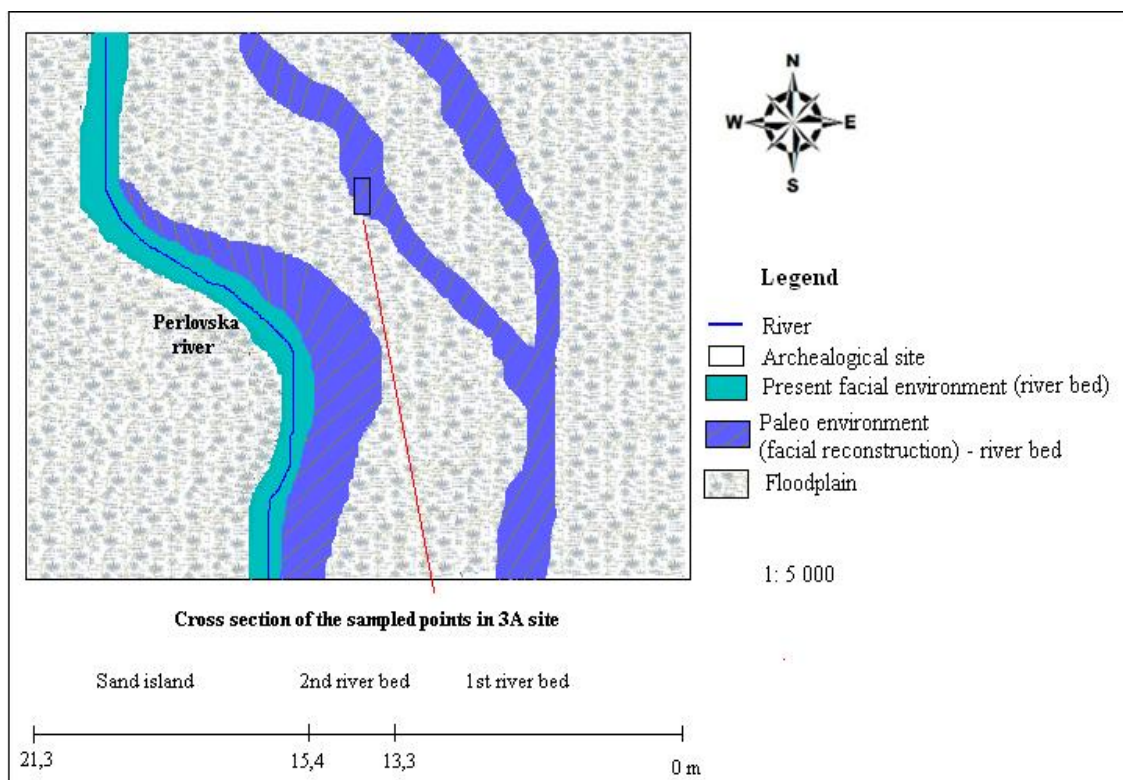 N
W E
S
Legend
River
Archealogical site
Present facial environment (river bed)
Paleo environment
(facial reconstruction) - river bed
Floodplain
1: 5 000
Perlovska
river
Cross section of the sampled points in 3A site
Sand island 2nd river bed 1st river bed
21,3 15,4 13,3 0 m